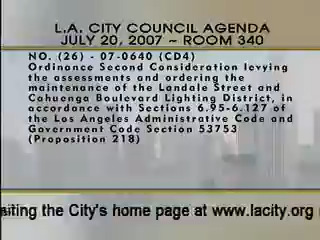 L.A. CITY COUNCIL AGENDA
JULY 20, 2007 ~ ROOM 340
NO. (26) - 07-0640 (CD4)
Ordinance Second Consideration levying
the assessments and ordering the
maintenance of the Landale Street and
Cahuenga Boulevard Lighting District, in
accordance with Sections 6.95-6.127 of
the Los Angeles Administrative Code and
Government Code Section 53753
(Proposition 218)
siting the City's home page at www.lacity.org